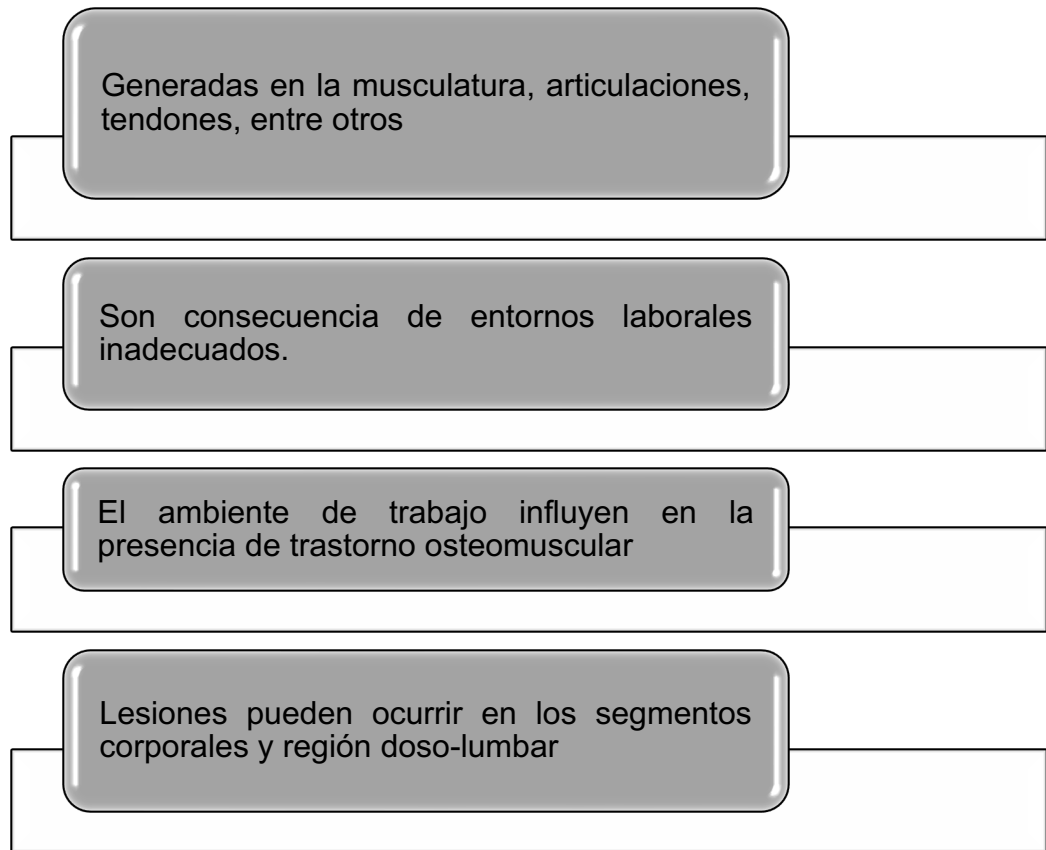 Generadas en la musculatura, articulaciones,
tendones, entre otros
Son consecuencia de entornos laborales
inadecuados.
El ambiente de trabajo influyen en la
presencia de trastorno osteomuscular
Lesiones pueden ocurrir en los segmentos
corporales y región doso-lumbar